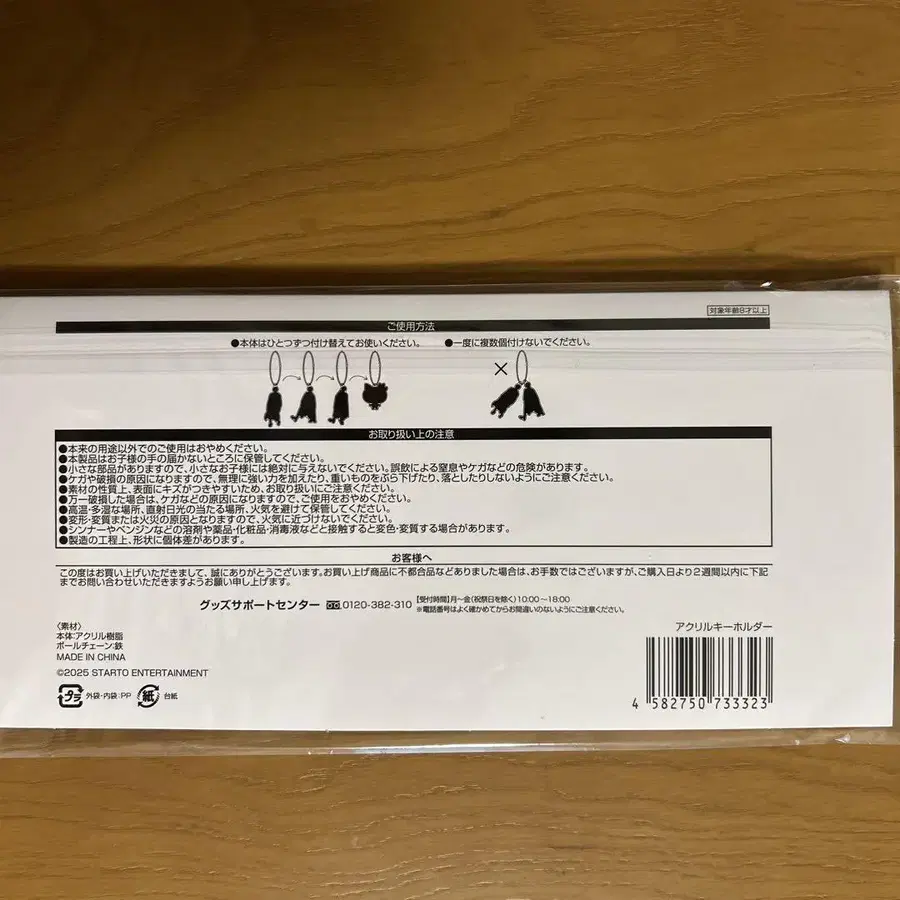 対象年齢8才以上
ご使用方法
●本体はひとつずつ付け替えてお使いください。 ●一度に複数個付けないでください。
×
お取り扱い上の注意
●本来の用途以外でのご使用はおやめください。
●本製品はお子様の手の届かないところに保管してください。
●小さな部品がありますので、小さなお子様には絶対に与えないでください。誤飲による窒息やケガなどの危険があります。
●ケガや破損の原因になりますので、無理に強い力を加えたり、重いものをぶら下げたり、落としたりしないようにご注意ください。
●素材の性質上、表面にキズがつきやすいため、お取り扱いにご注意ください。
●万一破損した場合は、ケガなどの原因になりますので、ご使用をおやめください。
●高温・多湿な場所、直射日光の当たる場所、火気を避けて保管してください。
●変形・変質または火災の原因となりますので、火気に近づけないでください。
●シンナーやベンジンなどの溶剤や薬品・化粧品・消毒液などと接触すると変色・変質する場合があります。
●製造の工程上、形状に個体差があります。
お客様へ
この度はお買い上げいただきまして、誠にありがとうございます。お買い上げ商品に不都合品などありました場合は、お手数ではございますが、ご購入日より2週間以内に下記
までお問い合わせいただきますようお願い申し上げます。
グッズサポートセンター 0120-382-310 【受付時間】月〜金(祝祭日を除く)10:00〜18:00
※電話番号はよく確かめてからお間違いのないようにご注意ください。
〈素材〉
本体:アクリル樹脂
ボールチェーン:鉄
MADE IN CHINA
©2025 STARTO ENTERTAINMENT
プラ 外袋・内袋:PP 紙 台紙
アクリルキーホルダー
4 582750 733323